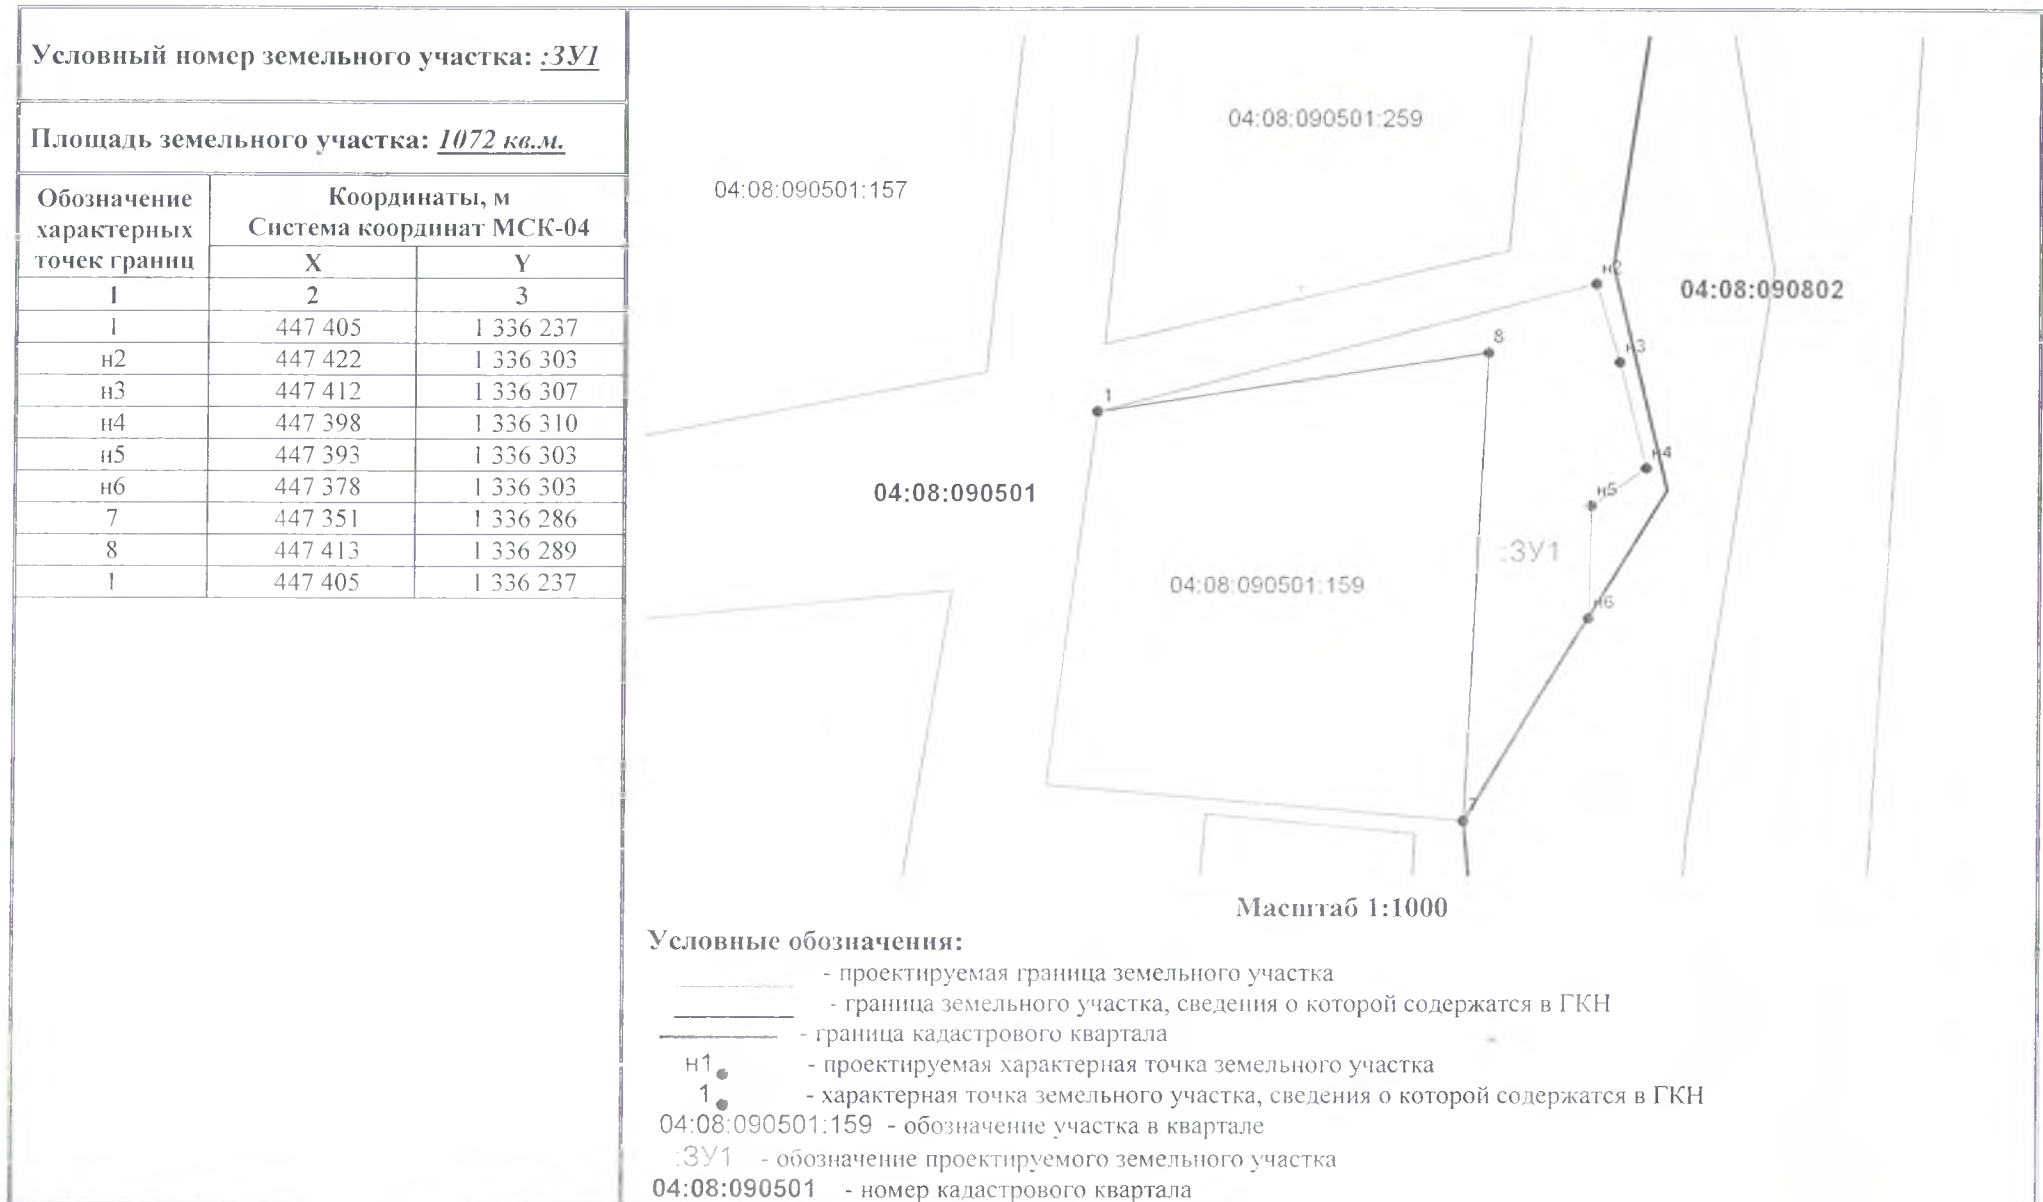 Условный номер земельного участка: :ЗУ1
Площадь земельного участка: 1072 кв.м.
Обозначение характерных точек границ
Координаты, м
Система координат МСК-04
X Y
1 2 3
1 447 405 1 336 237
н2 447 422 1 336 303
н3 447 412 1 336 307
н4 447 398 1 336 310
н5 447 393 1 336 303
н6 447 378 1 336 303
7 447 351 1 336 286
8 447 413 1 336 289
1 447 405 1 336 237
04:08:090501:259
04:08:090501:157
н2
04:08:090802
8
н3
1
н4
04:08:090501
н5
:ЗУ1
04:08:090501:159
н6
7
Масштаб 1:1000
Условные обозначения:
- проектируемая граница земельного участка
- граница земельного участка, сведения о которой содержатся в ГКН
- граница кадастрового квартала
н1 - проектируемая характерная точка земельного участка
1 - характерная точка земельного участка, сведения о которой содержатся в ГКН
04:08:090501:159 - обозначение участка в квартале
:ЗУ1 - обозначение проектируемого земельного участка
04:08:090501 - номер кадастрового квартала